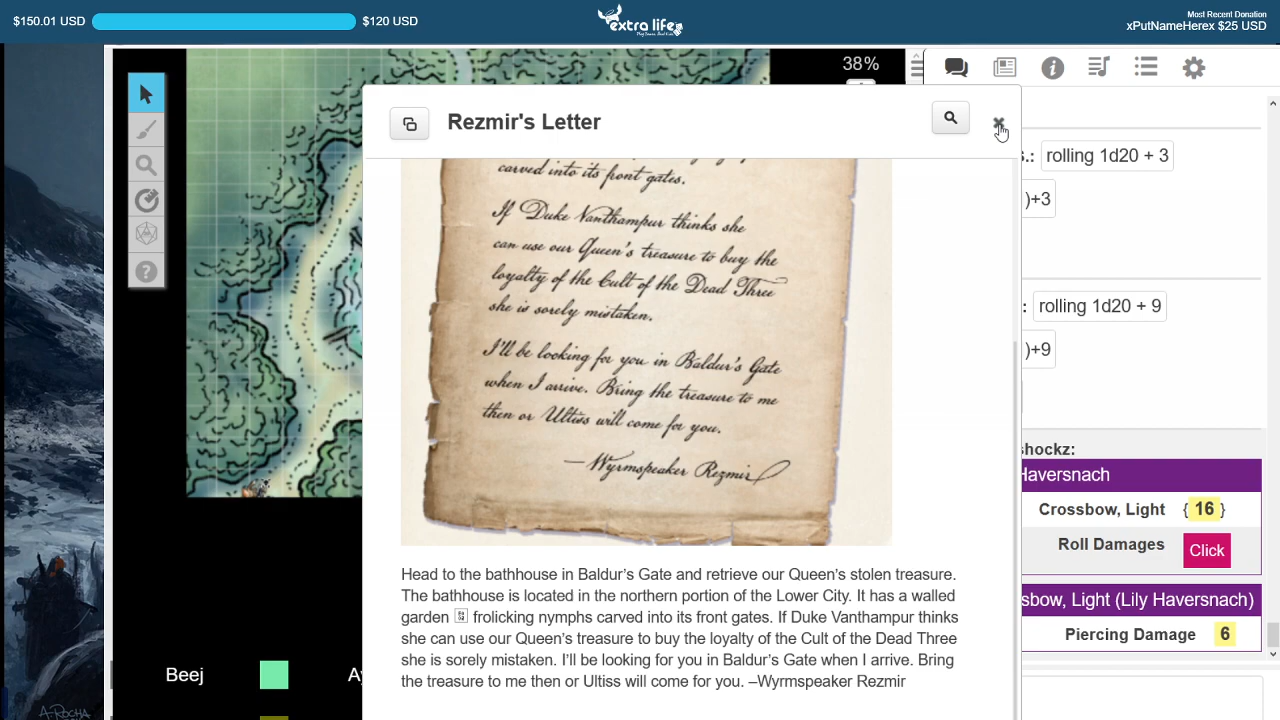 $150.01 USD
$120 USD
extra life
Play Games. Heal Kids.
Most Recent Donation
xPutNameHerex $25 USD
38%
Rezmir's Letter
carved into its front gates.
If Duke Vanthampur thinks she
can use our Queen's treasure to buy the
loyalty of the Cult of the Dead Three
she is sorely mistaken.
I'll be looking for you in Baldur's Gate
when I arrive. Bring the treasure to me
then or Ultiss will come for you.
—Wyrmspeaker Rezmir
Head to the bathhouse in Baldur's Gate and retrieve our Queen's stolen treasure.
The bathhouse is located in the northern portion of the Lower City. It has a walled
garden frolicking nymphs carved into its front gates. If Duke Vanthampur thinks
she can use our Queen's treasure to buy the loyalty of the Cult of the Dead Three
she is sorely mistaken. I'll be looking for you in Baldur's Gate when I arrive. Bring
the treasure to me then or Ultiss will come for you. –Wyrmspeaker Rezmir
s.: rolling 1d20 + 3
)+3
: rolling 1d20 + 9
)+9
shockz:
Haversnach
Crossbow, Light {16}
Roll Damages Click
sbow, Light (Lily Haversnach)
Piercing Damage 6
Beej
A.ROCHA